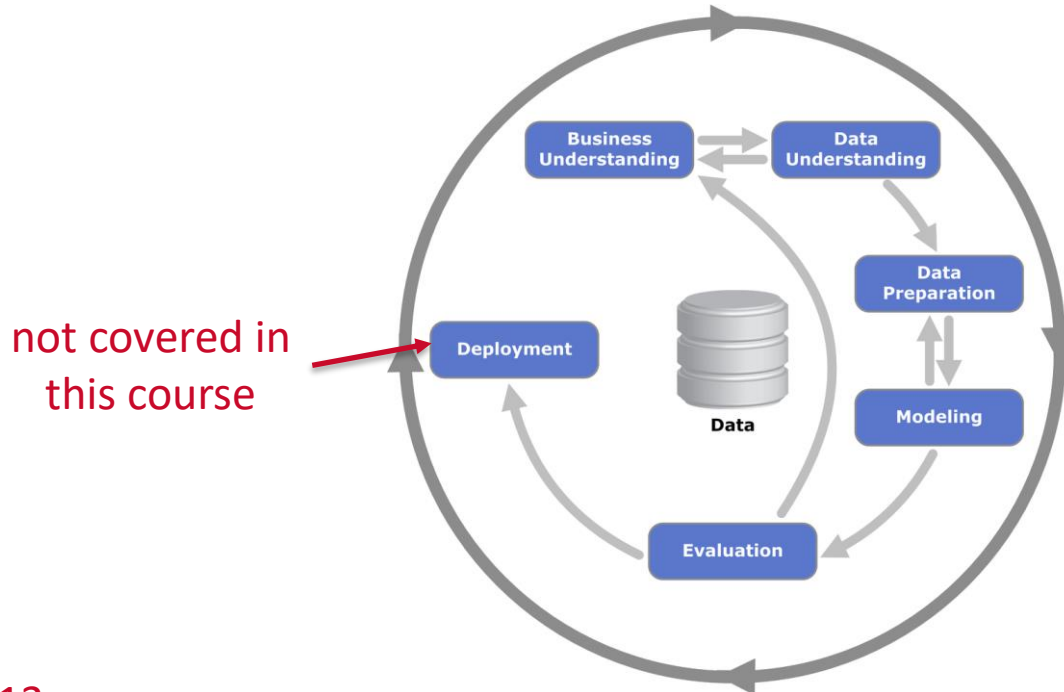 Business
Understanding
Data
Understanding
Data
Preparation
not covered in
this course
Deployment
Data
Modeling
Evaluation